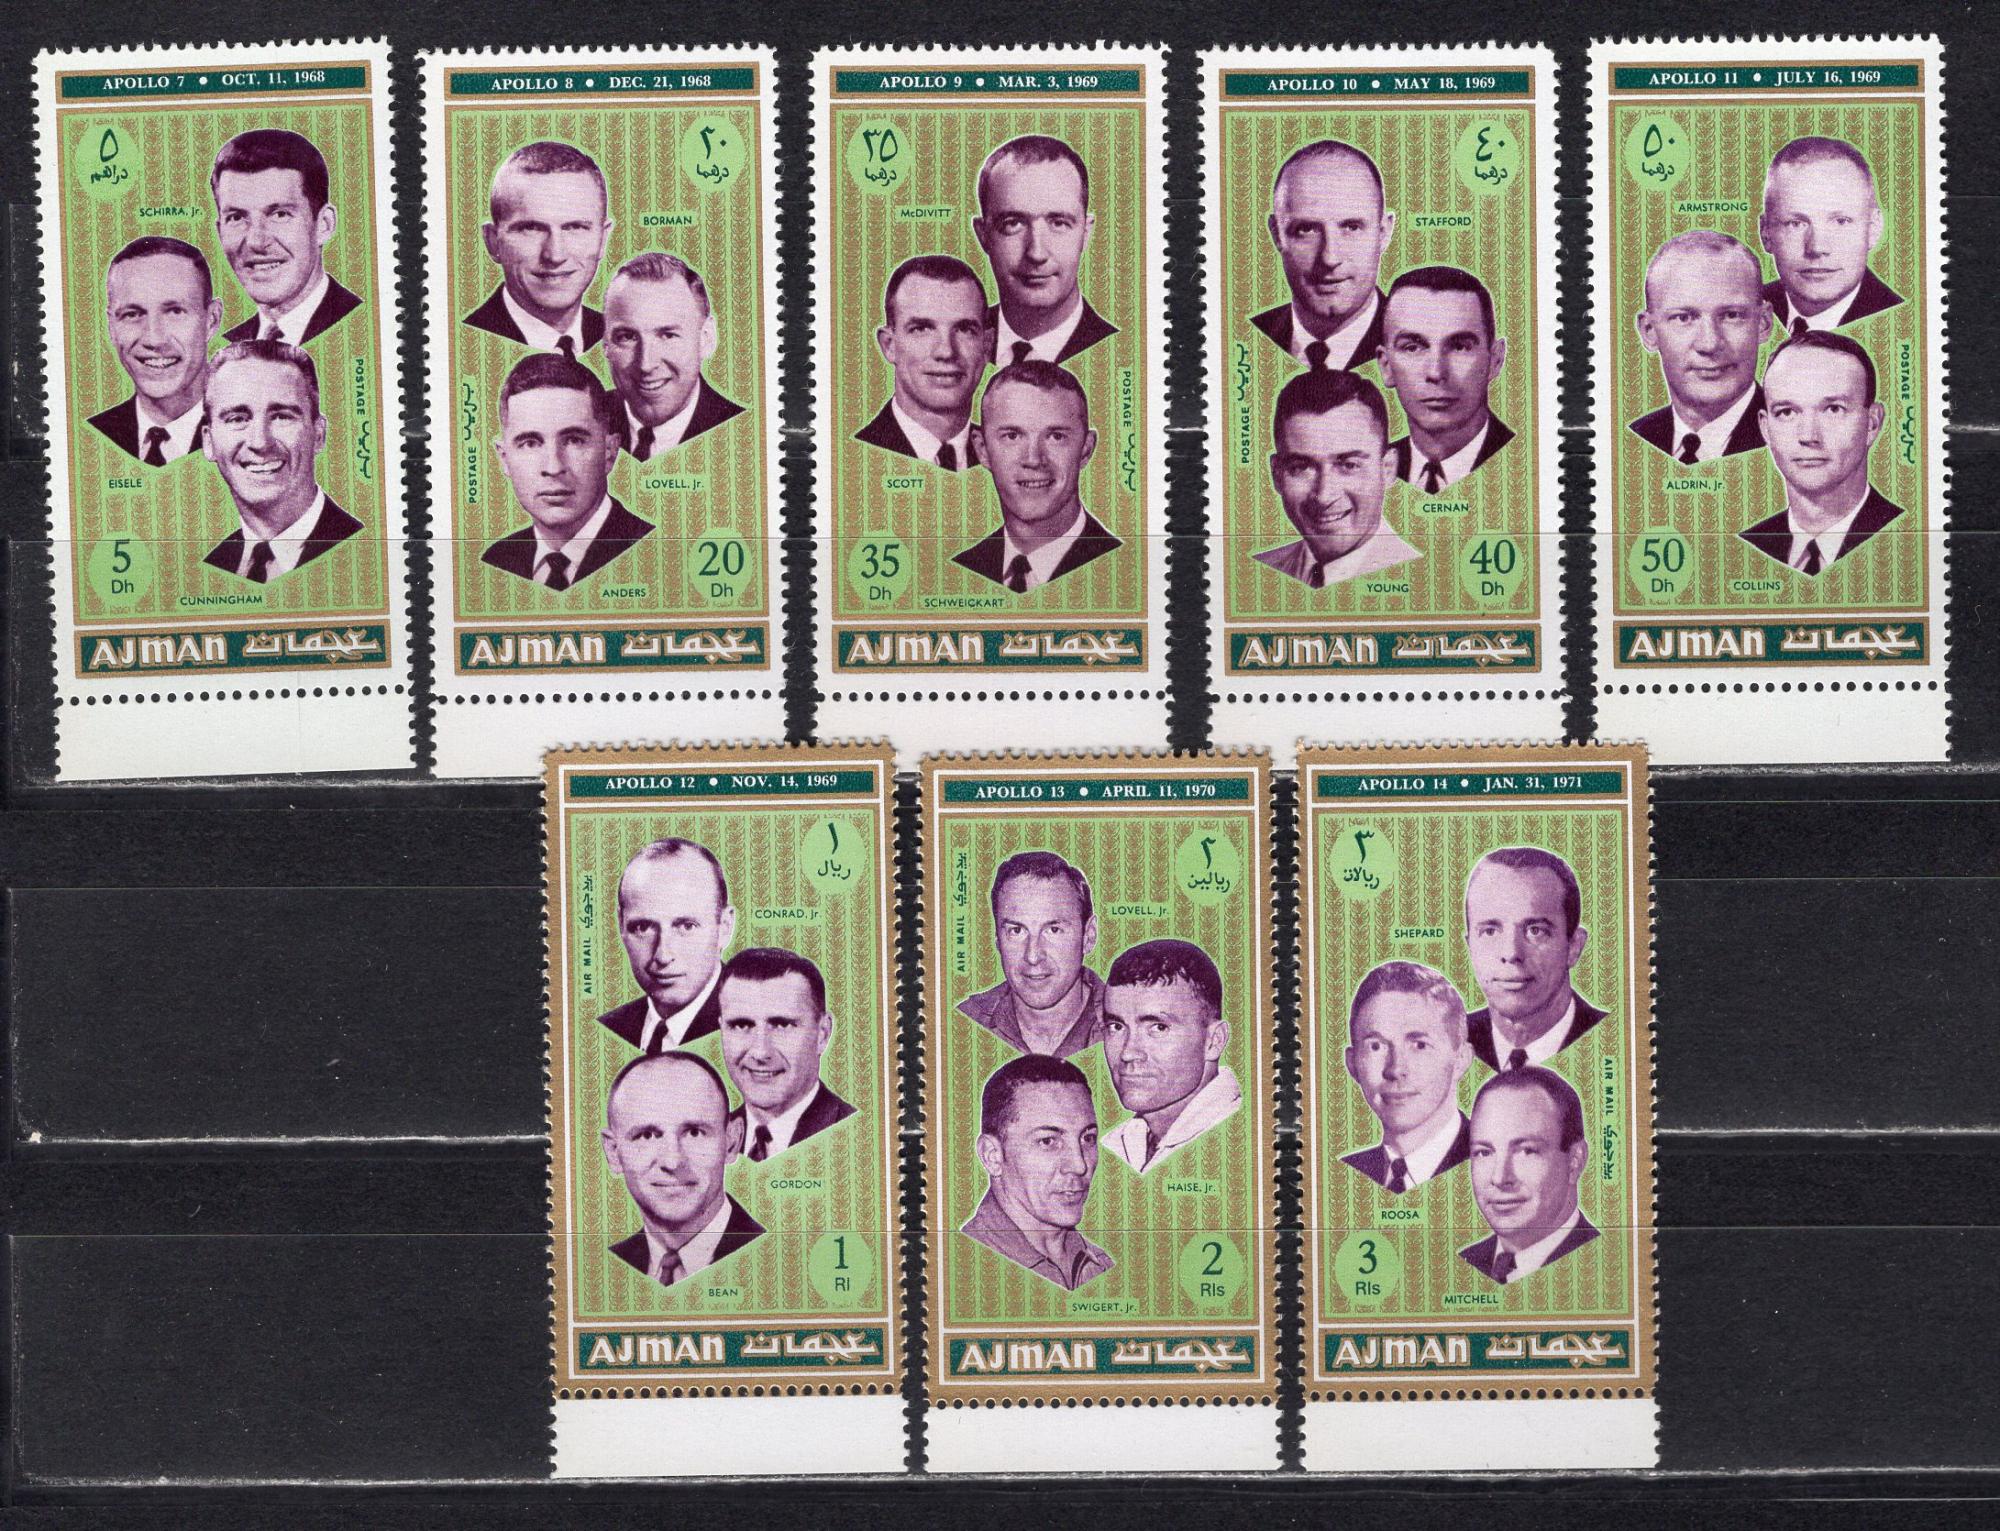 APOLLO 7 • OCT. 11, 1968
٥
دراهم
SCHIRRA, Jr.
EISELE
POSTAGE بريد
5
Dh
CUNNINGHAM
AJMAN عجمان
APOLLO 8 • DEC. 21, 1968
٢٠
درهما
BORMAN
POSTAGE بريد
LOVELL, Jr.
20
Dh
ANDERS
AJMAN عجمان
APOLLO 9 • MAR. 3, 1969
٣٥
درهما
McDIVITT
POSTAGE بريد
SCOTT
35
Dh
SCHWEICKART
AJMAN عجمان
APOLLO 10 • MAY 18, 1969
٤٠
درهما
STAFFORD
POSTAGE بريد
CERNAN
40
Dh
YOUNG
AJMAN عجمان
APOLLO 11 • JULY 16, 1969
٥٠
درهما
ARMSTRONG
POSTAGE بريد
ALDRIN, Jr.
50
Dh
COLLINS
AJMAN عجمان
APOLLO 12 • NOV. 14, 1969
١
ريال
AIR MAIL بريد جوي
CONRAD, Jr.
GORDON
1
Rl
BEAN
AJMAN عجمان
APOLLO 13 • APRIL 11, 1970
٢
ريالين
AIR MAIL بريد جوي
LOVELL, Jr.
HAISE, Jr.
2
Rls
SWIGERT, Jr.
AJMAN عجمان
APOLLO 14 • JAN. 31, 1971
٣
ريالات
SHEPARD
AIR MAIL بريد جوي
ROOSA
3
Rls
MITCHELL
AJMAN عجمان